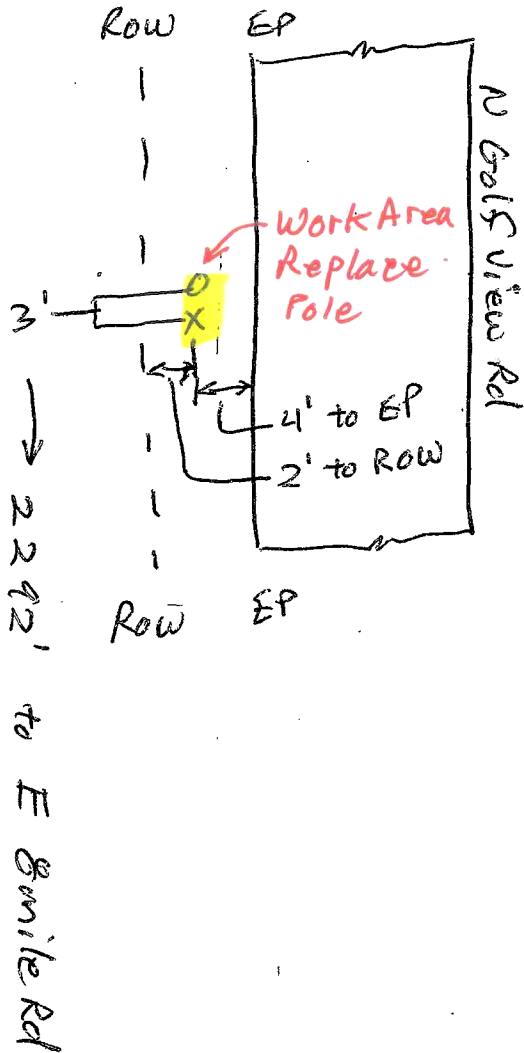 ROW EP
N Golf View Rd
Work Area
Replace
Pole
O
X
3'
4' to EP
2' to ROW
ROW EP
→ 2292' to E 8mile Rd